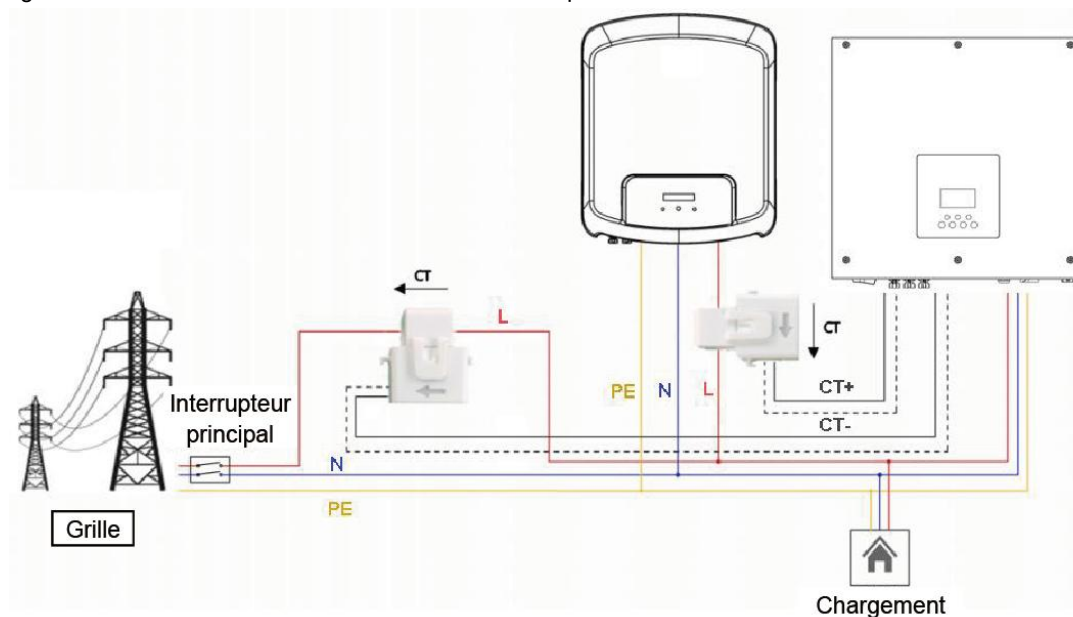 CT
L
CT
PE
N
L
CT+
CT-
Interrupteur
principal
N
PE
Grille
Chargement